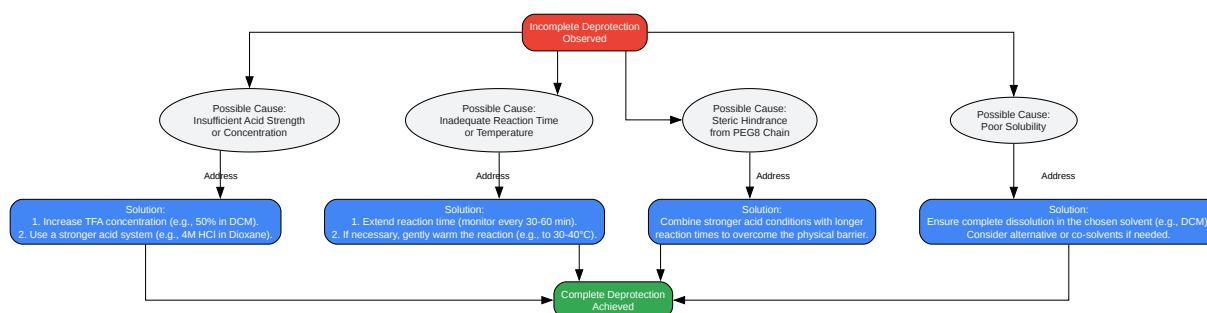 Incomplete Deprotection
Observed
Possible Cause:
Insufficient Acid Strength
or Concentration
Possible Cause:
Inadequate Reaction Time
or Temperature
Possible Cause:
Steric Hindrance
from PEG8 Chain
Possible Cause:
Poor Solubility
Address
Address
Address
Address
Solution:
1. Increase TFA concentration (e.g., 50% in DCM).
2. Use a stronger acid system (e.g., 4M HCl in Dioxane).
Solution:
1. Extend reaction time (monitor every 30-60 min).
2. If necessary, gently warm the reaction (e.g., to 30-40°C).
Solution:
Combine stronger acid conditions with longer
reaction times to overcome the physical barrier.
Solution:
Ensure complete dissolution in the chosen solvent (e.g., DCM)
Consider alternative or co-solvents if needed.
Complete Deprotection
Achieved